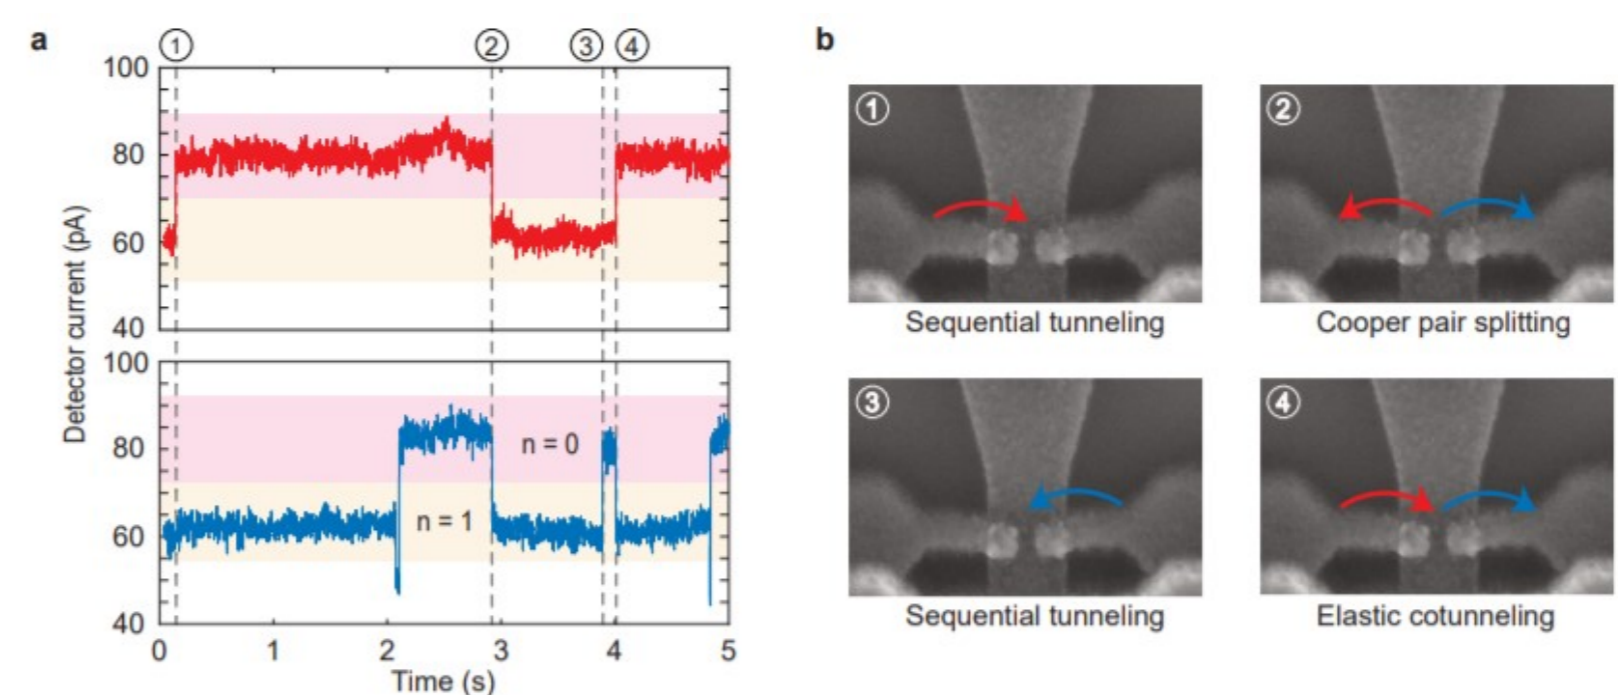 a
① ② ③ ④
100
80
60
40
100
80
60
40
Detector current (pA)
n = 0
n = 1
0 1 2 3 4 5
Time (s)
b
①
Sequential tunneling
②
Cooper pair splitting
③
Sequential tunneling
④
Elastic cotunneling